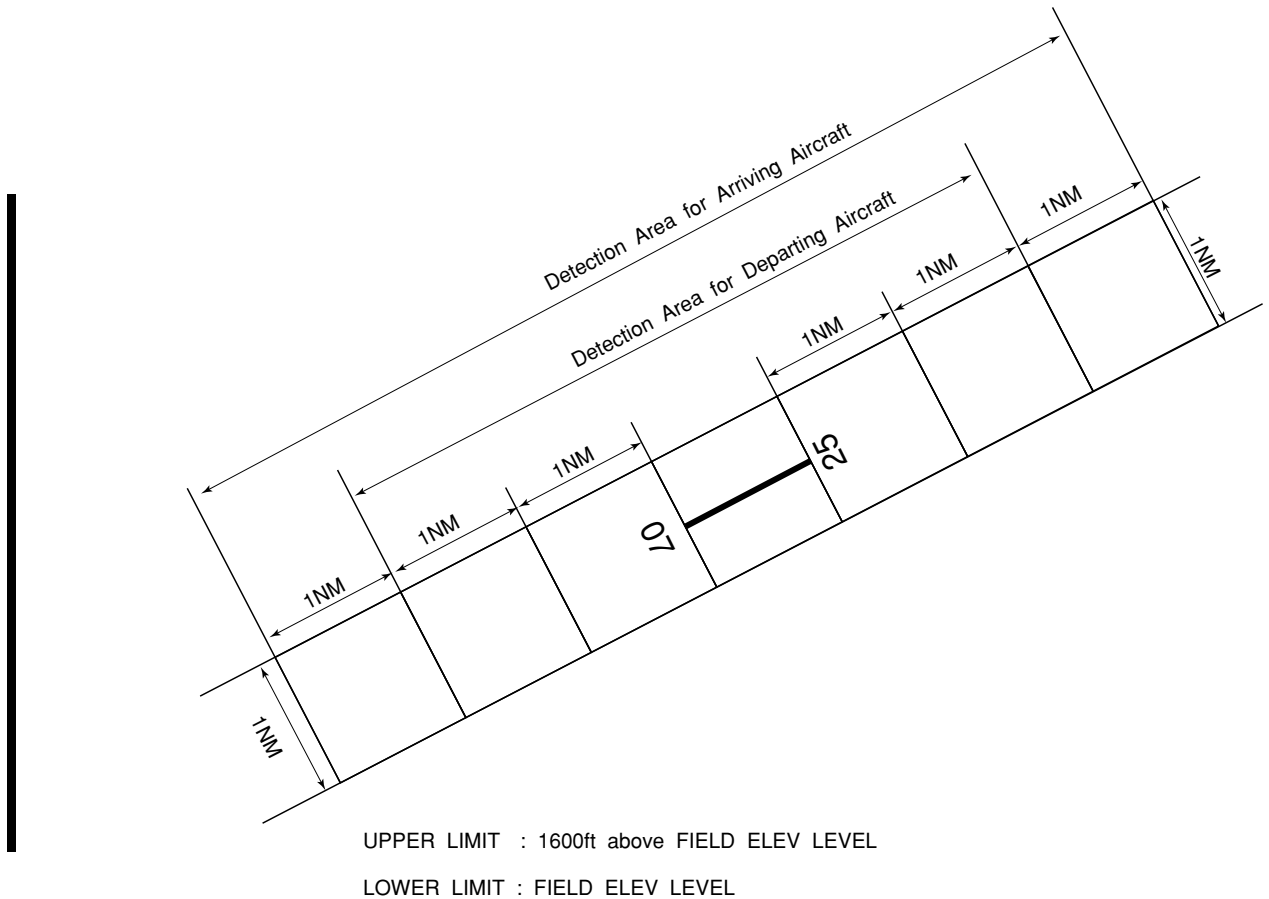 Detection Area for Arriving Aircraft
Detection Area for Departing Aircraft
1NM
1NM
1NM
1NM
1NM
1NM
1NM
1NM
25
07
UPPER LIMIT : 1600ft above FIELD ELEV LEVEL
LOWER LIMIT : FIELD ELEV LEVEL